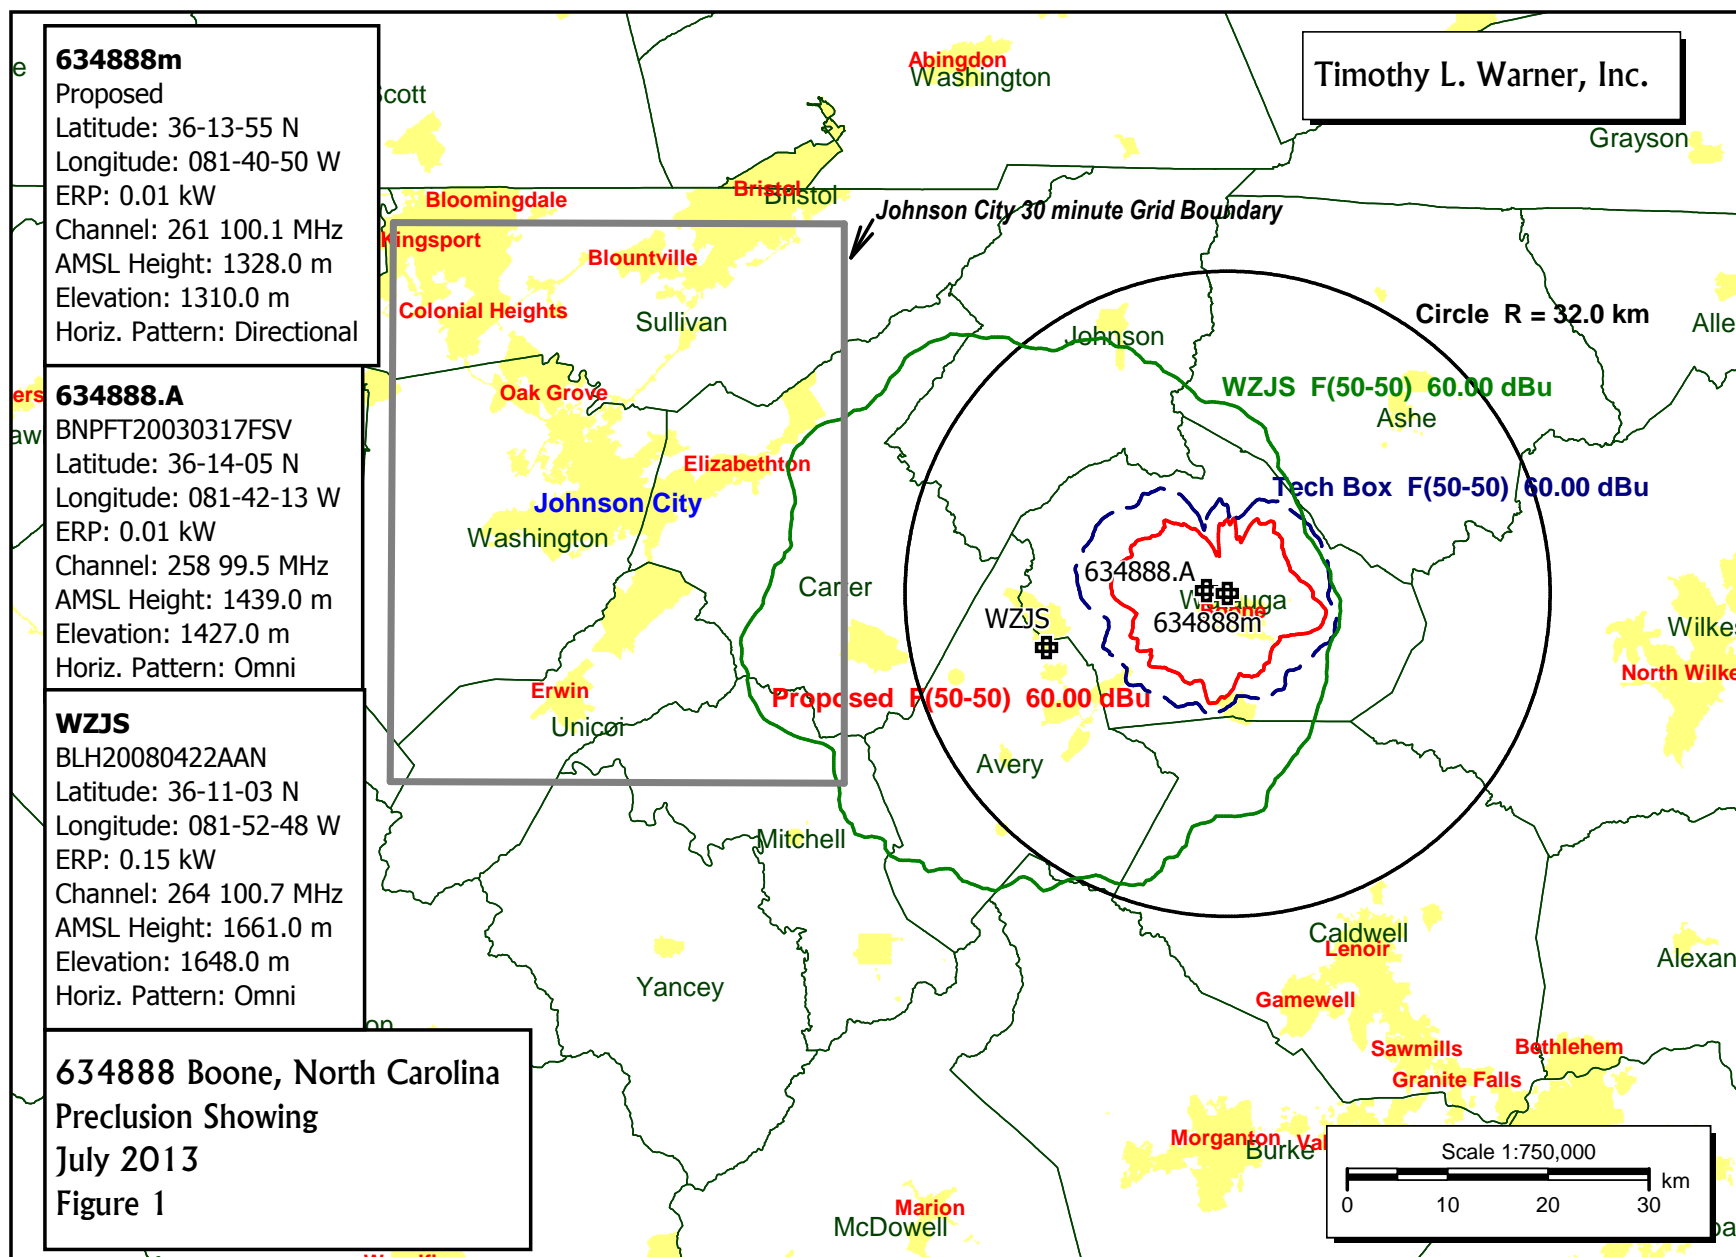 634888m
Proposed
Latitude: 36-13-55 N
Longitude: 081-40-50 W
ERP: 0.01 kW
Channel: 261 100.1 MHz
AMSL Height: 1328.0 m
Elevation: 1310.0 m
Horiz. Pattern: Directional
634888.A
BNPFT20030317FSV
Latitude: 36-14-05 N
Longitude: 081-42-13 W
ERP: 0.01 kW
Channel: 258 99.5 MHz
AMSL Height: 1439.0 m
Elevation: 1427.0 m
Horiz. Pattern: Omni
WZJS
BLH20080422AAN
Latitude: 36-11-03 N
Longitude: 081-52-48 W
ERP: 0.15 kW
Channel: 264 100.7 MHz
AMSL Height: 1661.0 m
Elevation: 1648.0 m
Horiz. Pattern: Omni
634888 Boone, North Carolina
Preclusion Showing
July 2013
Figure 1
Timothy L. Warner, Inc.
Abingdon
Washington
Grayson
Bloomingdale
Bristol
Bristol
Johnson City 30 minute Grid Boundary
Kingsport
Blountville
Colonial Heights
Sullivan
Johnson
Circle R = 32.0 km
Alle
Oak Grove
WZJS F(50-50) 60.00 dBu
Ashe
Elizabethton
Johnson City
Tech Box F(50-50) 60.00 dBu
Washington
634888.A
Carter
Watauga
Boone
WZJS
634888m
Wilkes
North Wilke
Erwin
Proposed F(50-50) 60.00 dBu
Unicoi
Avery
Mitchell
Caldwell
Lenoir
Alexan
Yancey
Gamewell
Sawmills
Bethlehem
Granite Falls
Morganton
Val
Burke
Marion
McDowell
Scale 1:750,000
km
0 10 20 30